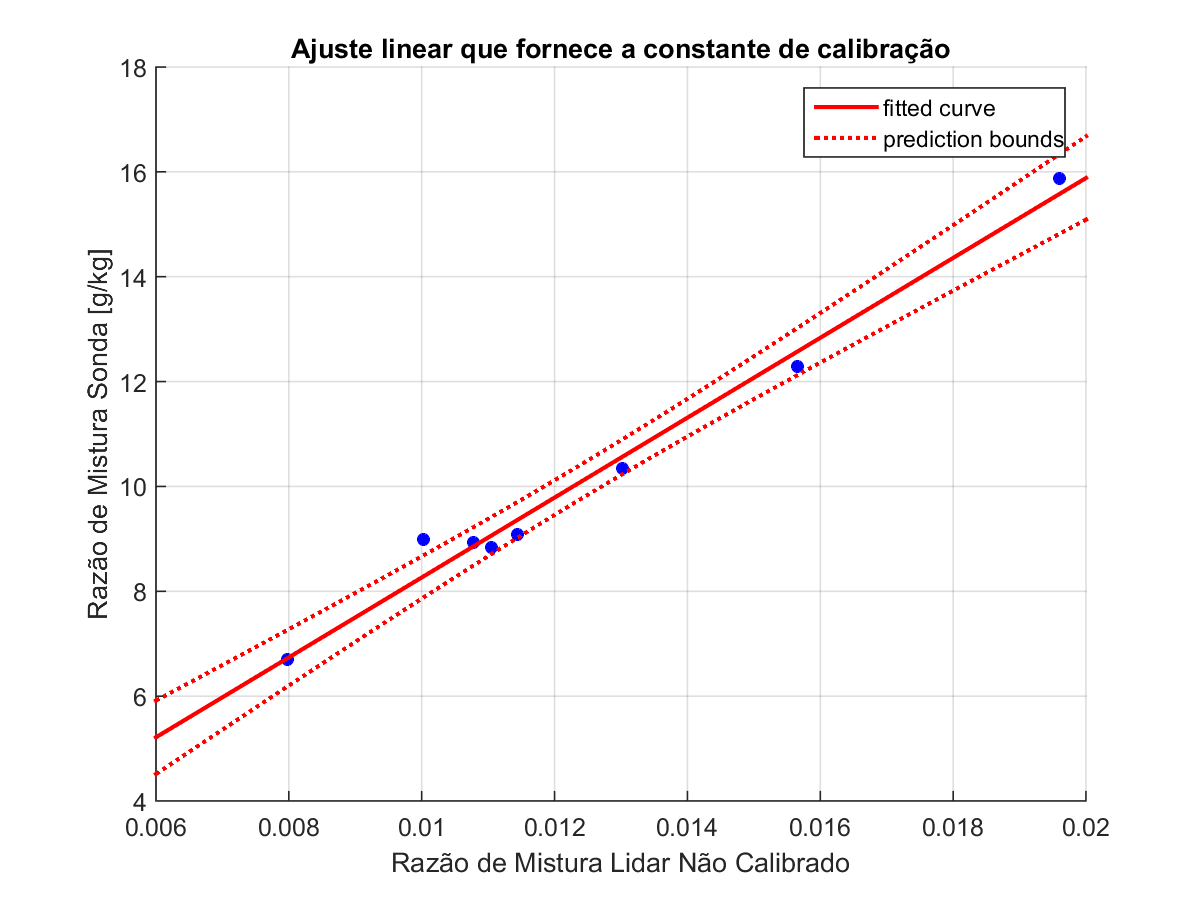 Ajuste linear que fornece a constante de calibração
18
16
14
12
10
8
6
4
Razão de Mistura Sonda [g/kg]
fitted curve
prediction bounds
0.006 0.008 0.01 0.012 0.014 0.016 0.018 0.02
Razão de Mistura Lidar Não Calibrado